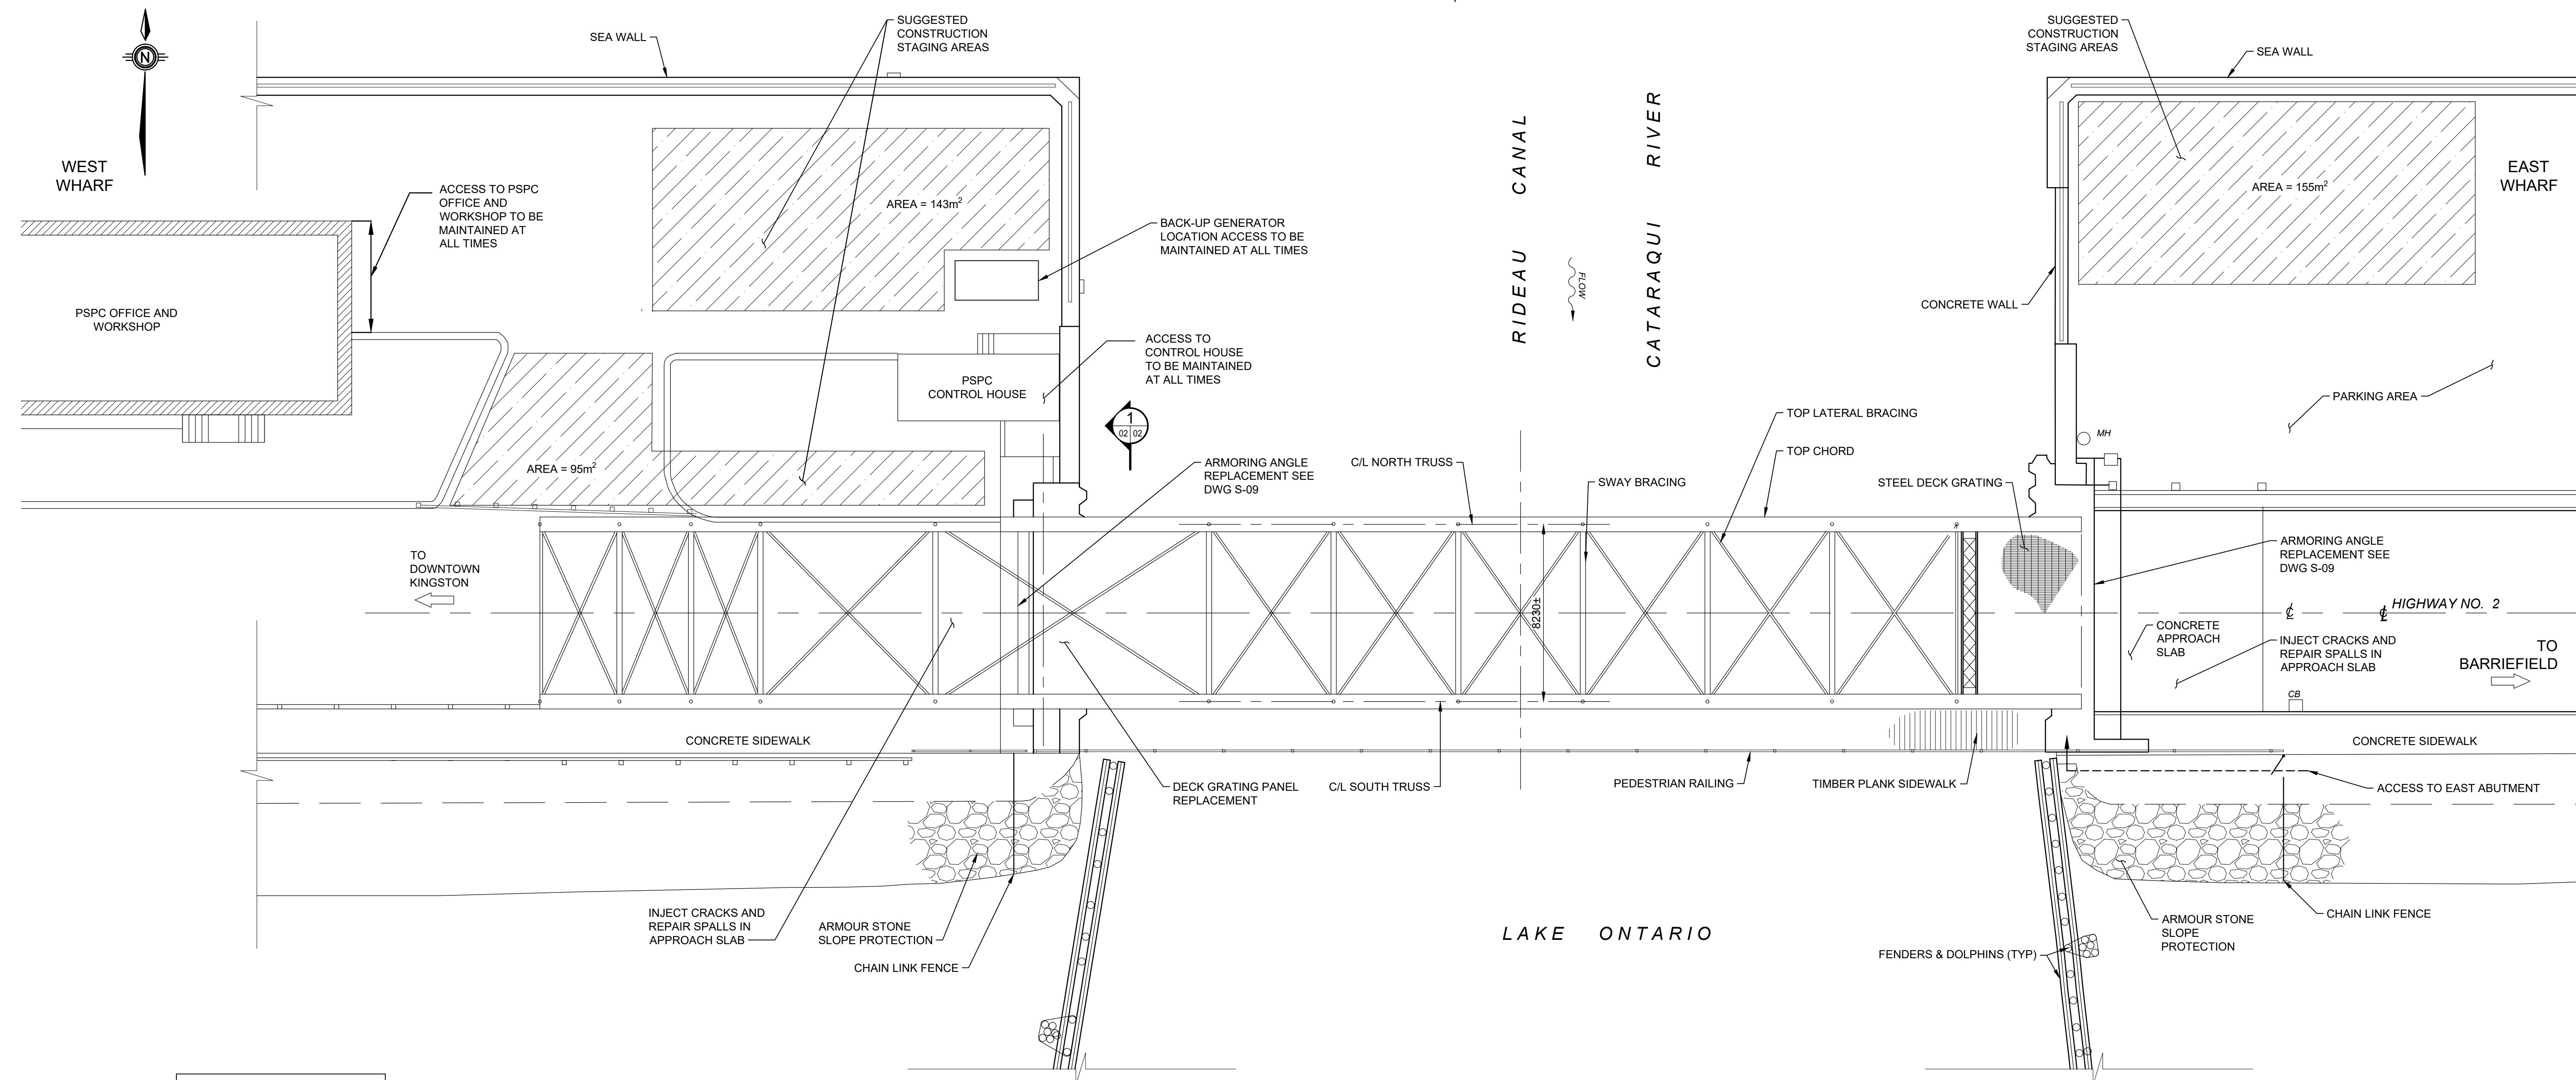 N
WEST
WHARF
SEA WALL
SUGGESTED
CONSTRUCTION
STAGING AREAS
ACCESS TO PSPC
OFFICE AND
WORKSHOP TO BE
MAINTAINED AT
ALL TIMES
AREA = 143m²
BACK-UP GENERATOR
LOCATION ACCESS TO BE
MAINTAINED AT ALL TIMES
PSPC OFFICE AND
WORKSHOP
ACCESS TO
CONTROL HOUSE
TO BE MAINTAINED
AT ALL TIMES
PSPC
CONTROL HOUSE
1
02 02
AREA = 95m²
RIDEAU CANAL
FLOW
CATARAQUI RIVER
SUGGESTED
CONSTRUCTION
STAGING AREAS
SEA WALL
AREA = 155m²
EAST
WHARF
CONCRETE WALL
PARKING AREA
MH
ARMORING ANGLE
REPLACEMENT SEE
DWG S-09
C/L NORTH TRUSS
TOP LATERAL BRACING
TOP CHORD
SWAY BRACING
STEEL DECK GRATING
TO
DOWNTOWN
KINGSTON
8230±
ARMORING ANGLE
REPLACEMENT SEE
DWG S-09
HIGHWAY NO. 2
CONCRETE
APPROACH
SLAB
INJECT CRACKS AND
REPAIR SPALLS IN
APPROACH SLAB
TO
BARRIEFIELD
CB
CONCRETE SIDEWALK
CONCRETE SIDEWALK
DECK GRATING PANEL
REPLACEMENT
C/L SOUTH TRUSS
PEDESTRIAN RAILING
TIMBER PLANK SIDEWALK
ACCESS TO EAST ABUTMENT
INJECT CRACKS AND
REPAIR SPALLS IN
APPROACH SLAB
ARMOUR STONE
SLOPE PROTECTION
CHAIN LINK FENCE
LAKE ONTARIO
FENDERS & DOLPHINS (TYP)
ARMOUR STONE
SLOPE
PROTECTION
CHAIN LINK FENCE